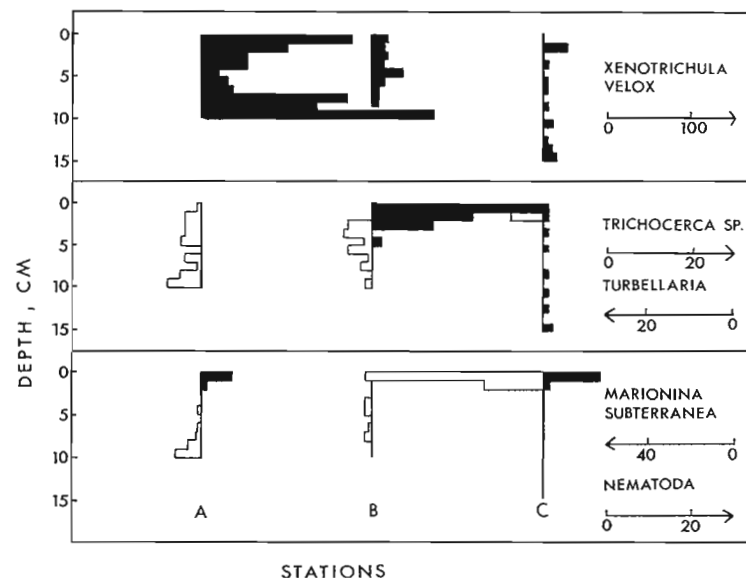 0
5
10
15
XENOTRICHULA
VELOX
0 100
0
5
10
15
TRICHOCERCA SP.
0 20
TURBELLARIA
20 0
0
5
10
15
MARIONINA
SUBTERRANEA
40 0
NEMATODA
0 20
A B C
DEPTH, CM
STATIONS